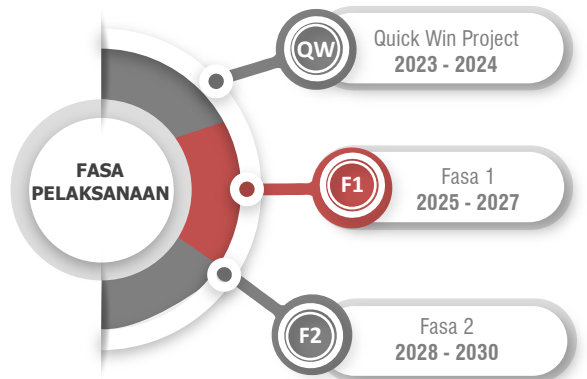 FASA
PELAKSANAAN
QW
Quick Win Project
2023 - 2024
F1
Fasa 1
2025 - 2027
F2
Fasa 2
2028 - 2030